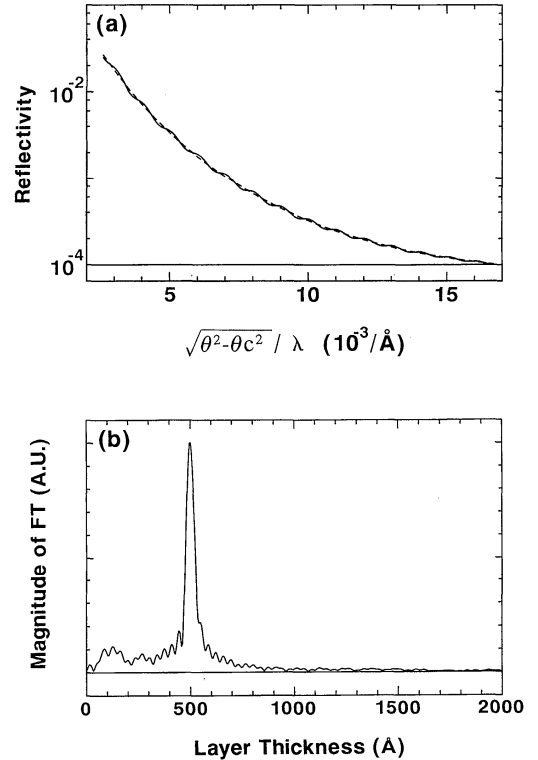 (a)
Reflectivity
10⁻²
10⁻⁴
5 10 15
√θ²-θc² / λ (10⁻³/Å)
(b)
Magnitude of FT (A.U.)
0 500 1000 1500 2000
Layer Thickness (Å)